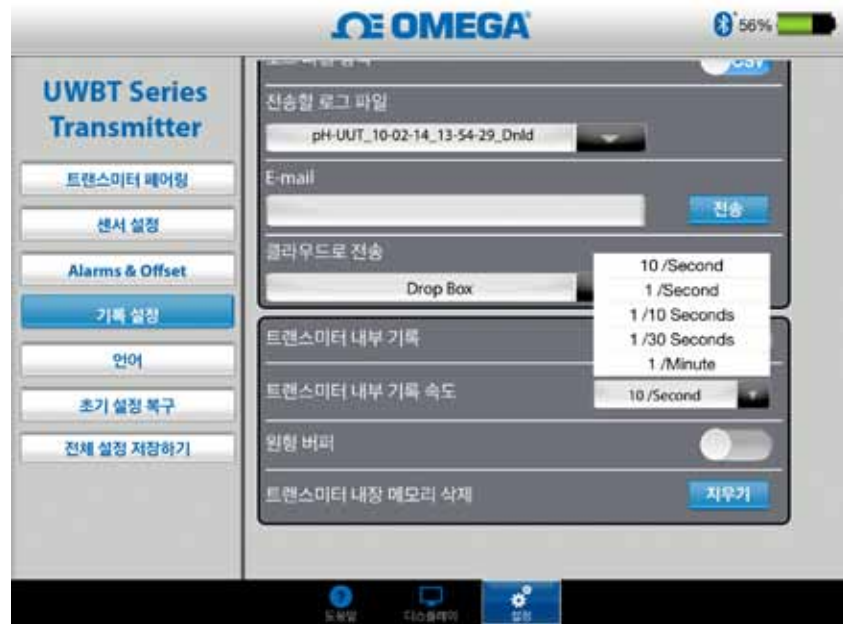 OMEGA
56%
UWBT Series
Transmitter
트랜스미터 페어링
센서 설정
Alarms & Offset
기록 설정
언어
초기 설정 복구
전체 설정 저장하기
CSV
전송할 로그 파일
pH-UUT_10-02-14_13-54-29_Dnld
E-mail
전송
클라우드로 전송
Drop Box
10 /Second
1 /Second
1 /10 Seconds
1 /30 Seconds
1 /Minute
트랜스미터 내부 기록
트랜스미터 내부 기록 속도
10 /Second
원형 버퍼
트랜스미터 내장 메모리 삭제
지우기
도움말
디스플레이
설정